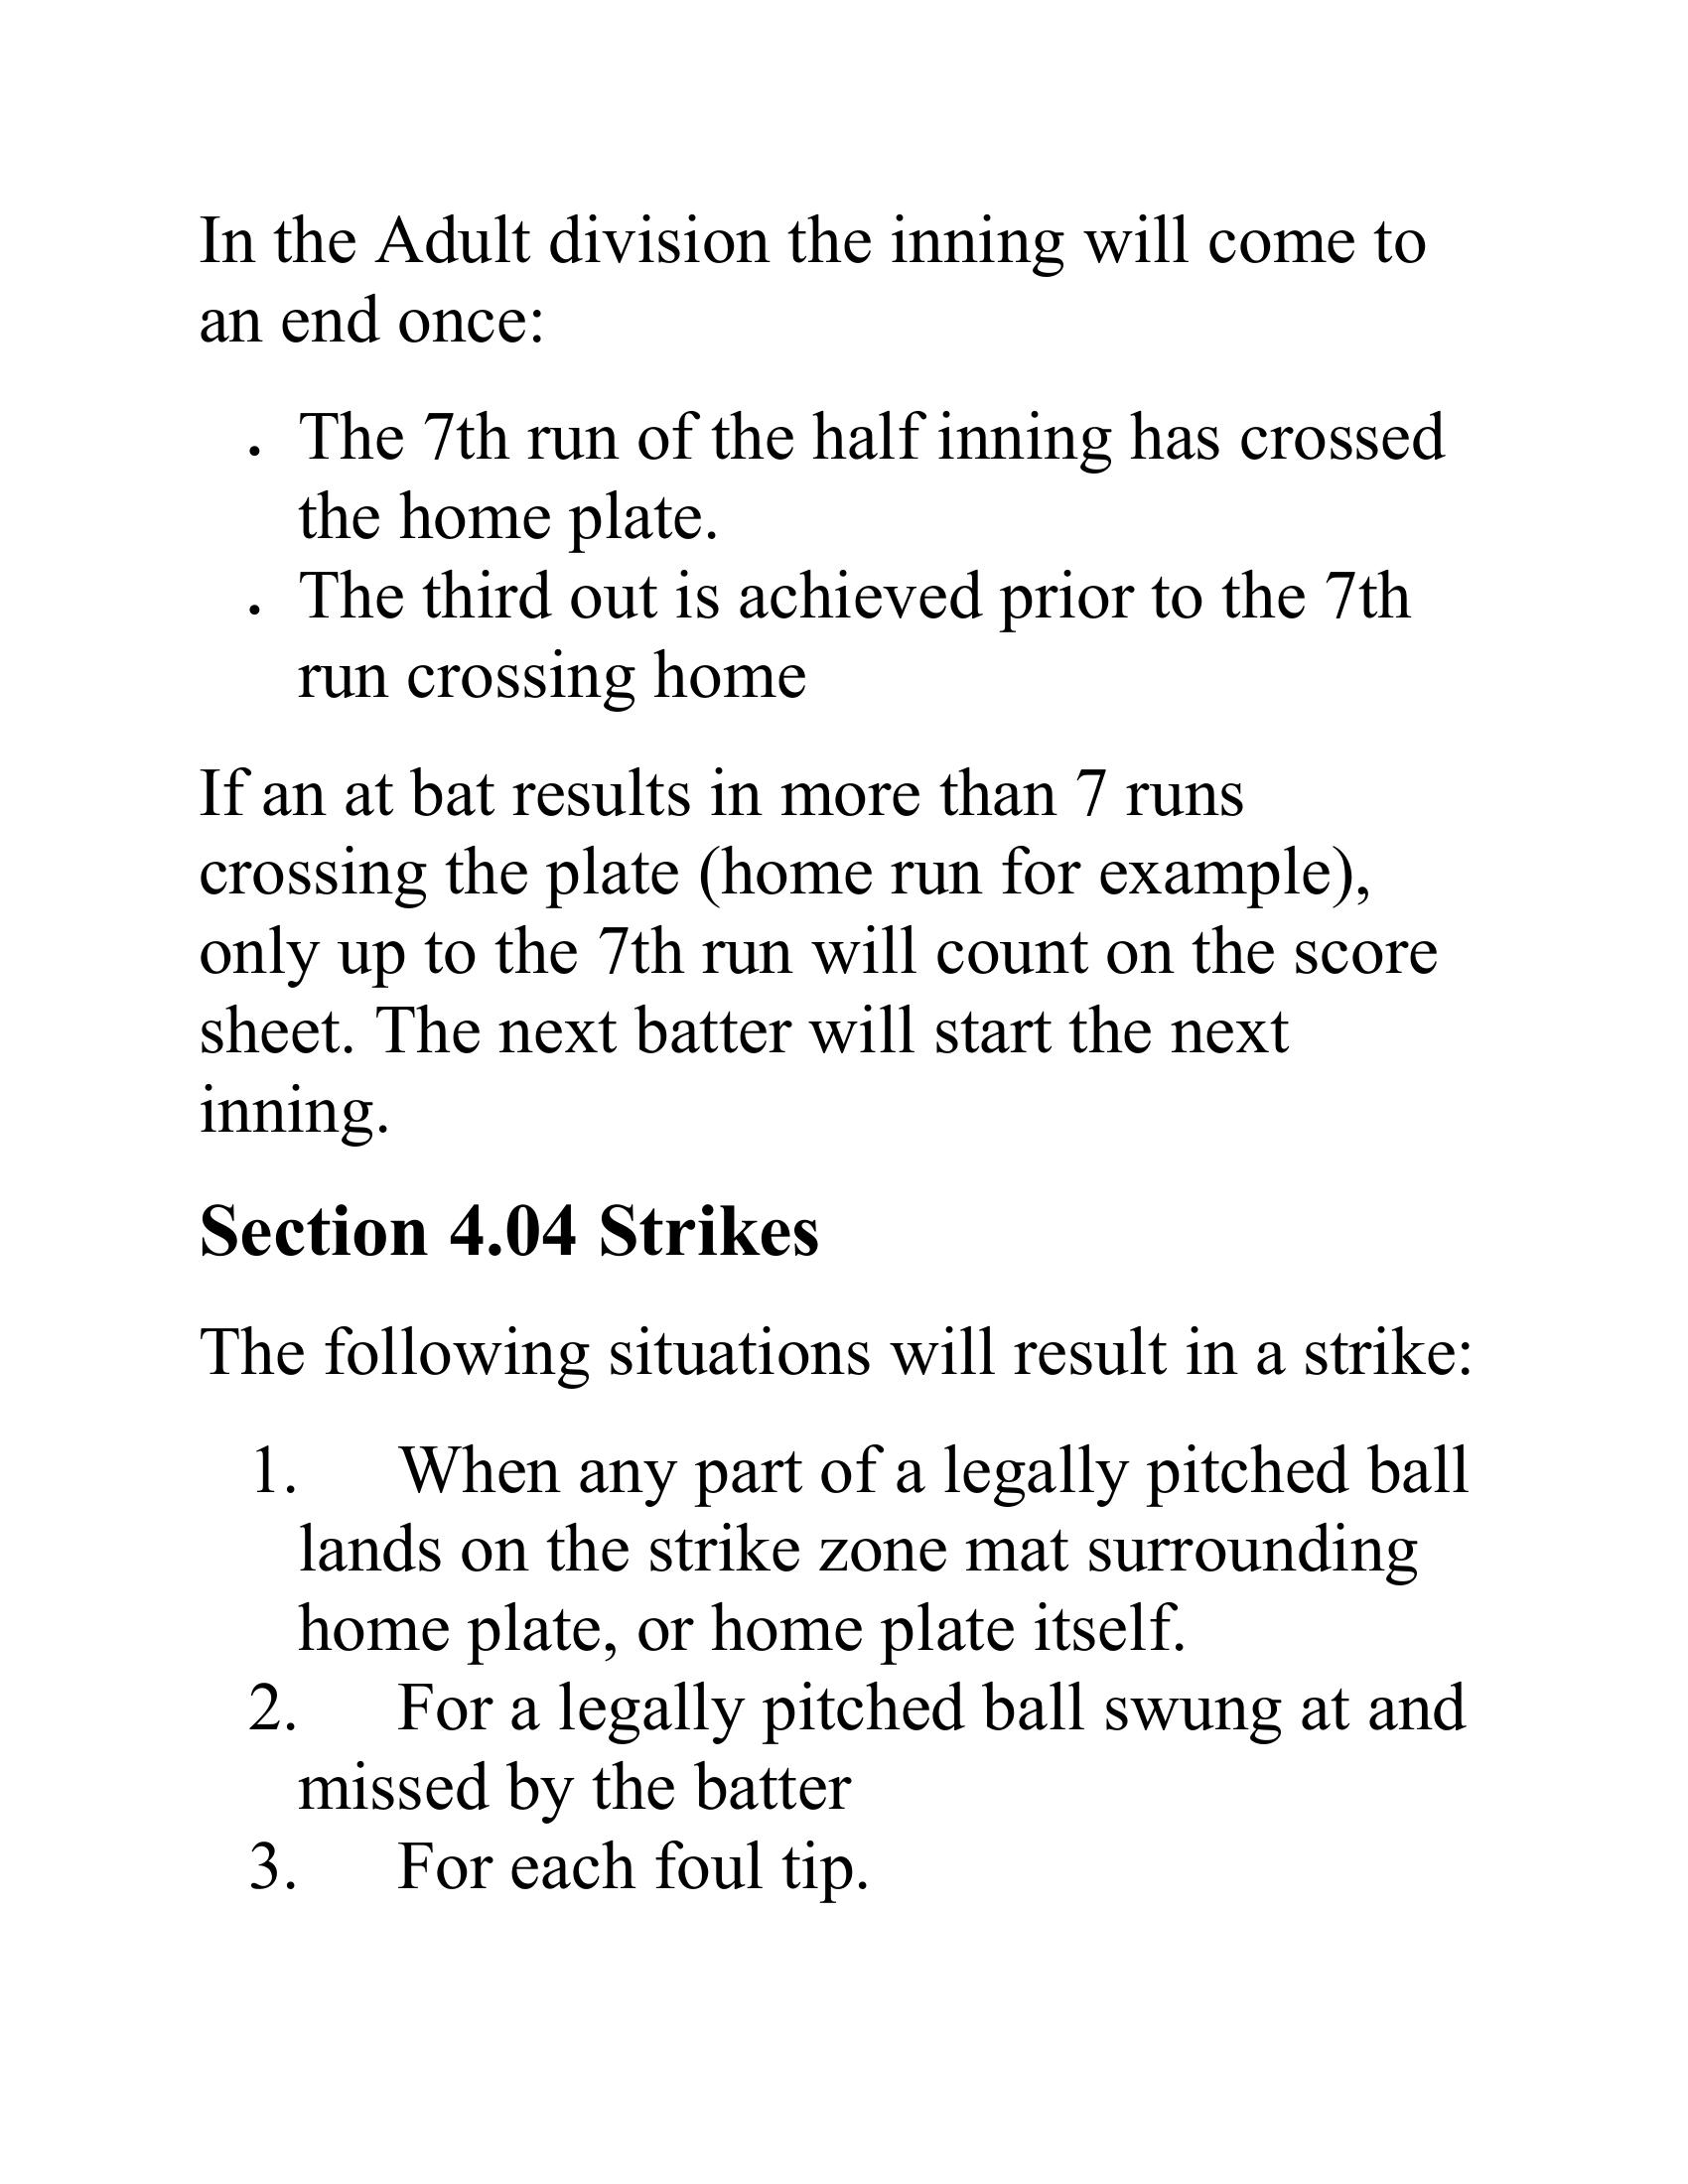 In the Adult division the inning will come to
an end once:
• The 7th run of the half inning has crossed
the home plate.
• The third out is achieved prior to the 7th
run crossing home
If an at bat results in more than 7 runs
crossing the plate (home run for example),
only up to the 7th run will count on the score
sheet. The next batter will start the next
inning.
Section 4.04 Strikes
The following situations will result in a strike:
1. When any part of a legally pitched ball
lands on the strike zone mat surrounding
home plate, or home plate itself.
2. For a legally pitched ball swung at and
missed by the batter
3. For each foul tip.